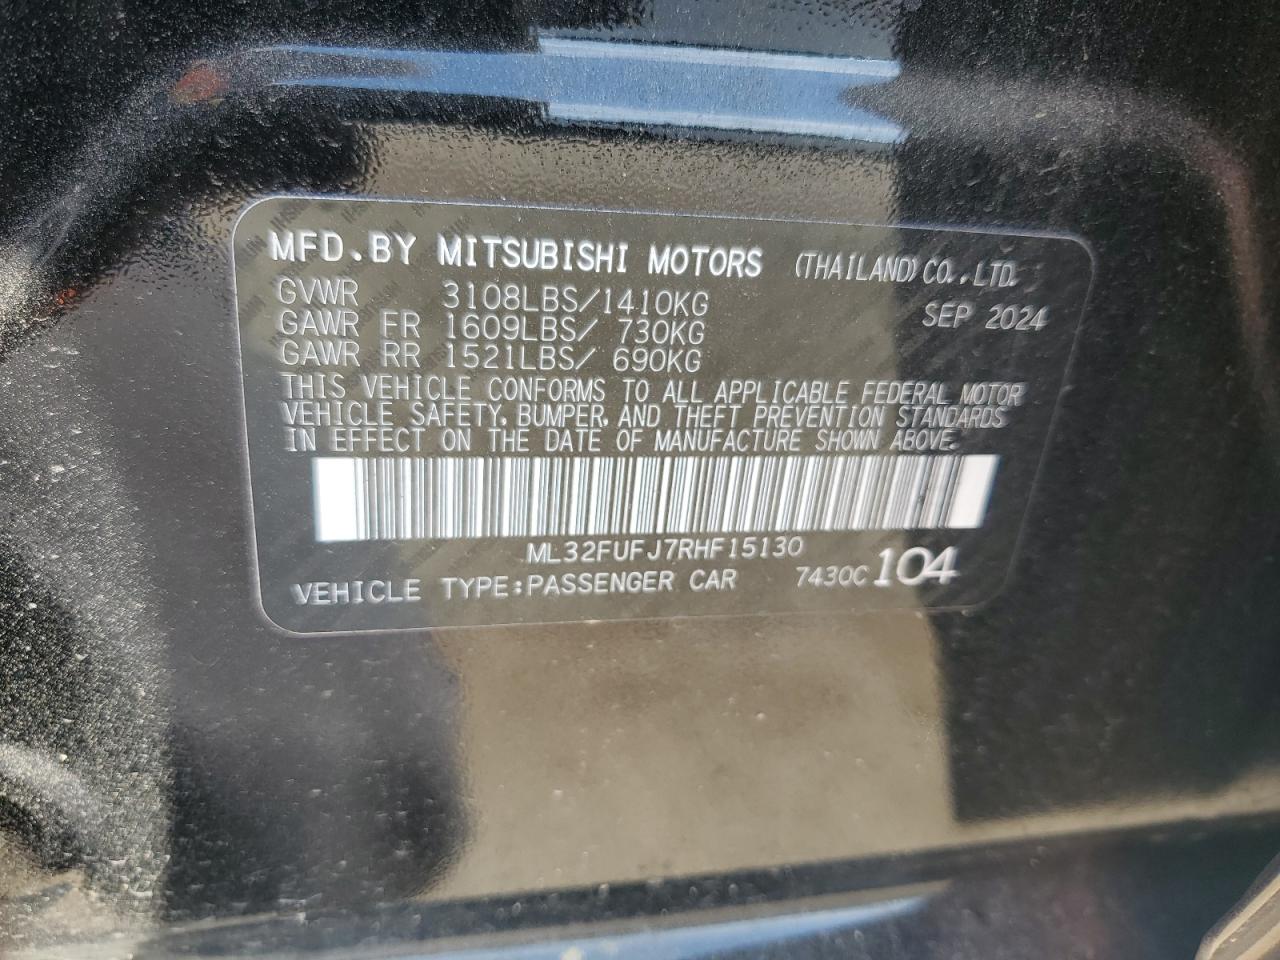 MFD.BY MITSUBISHI MOTORS (THAILAND)CO.,LTD.
GVWR 3108LBS/1410KG SEP 2024
GAWR FR 1609LBS/ 730KG
GAWR RR 1521LBS/ 690KG
THIS VEHICLE CONFORMS TO ALL APPLICABLE FEDERAL MOTOR
VEHICLE SAFETY, BUMPER, AND THEFT PREVENTION STANDARDS
IN EFFECT ON THE DATE OF MANUFACTURE SHOWN ABOVE.
ML32FUFJ7RHF15130
VEHICLE TYPE:PASSENGER CAR 7430C 104